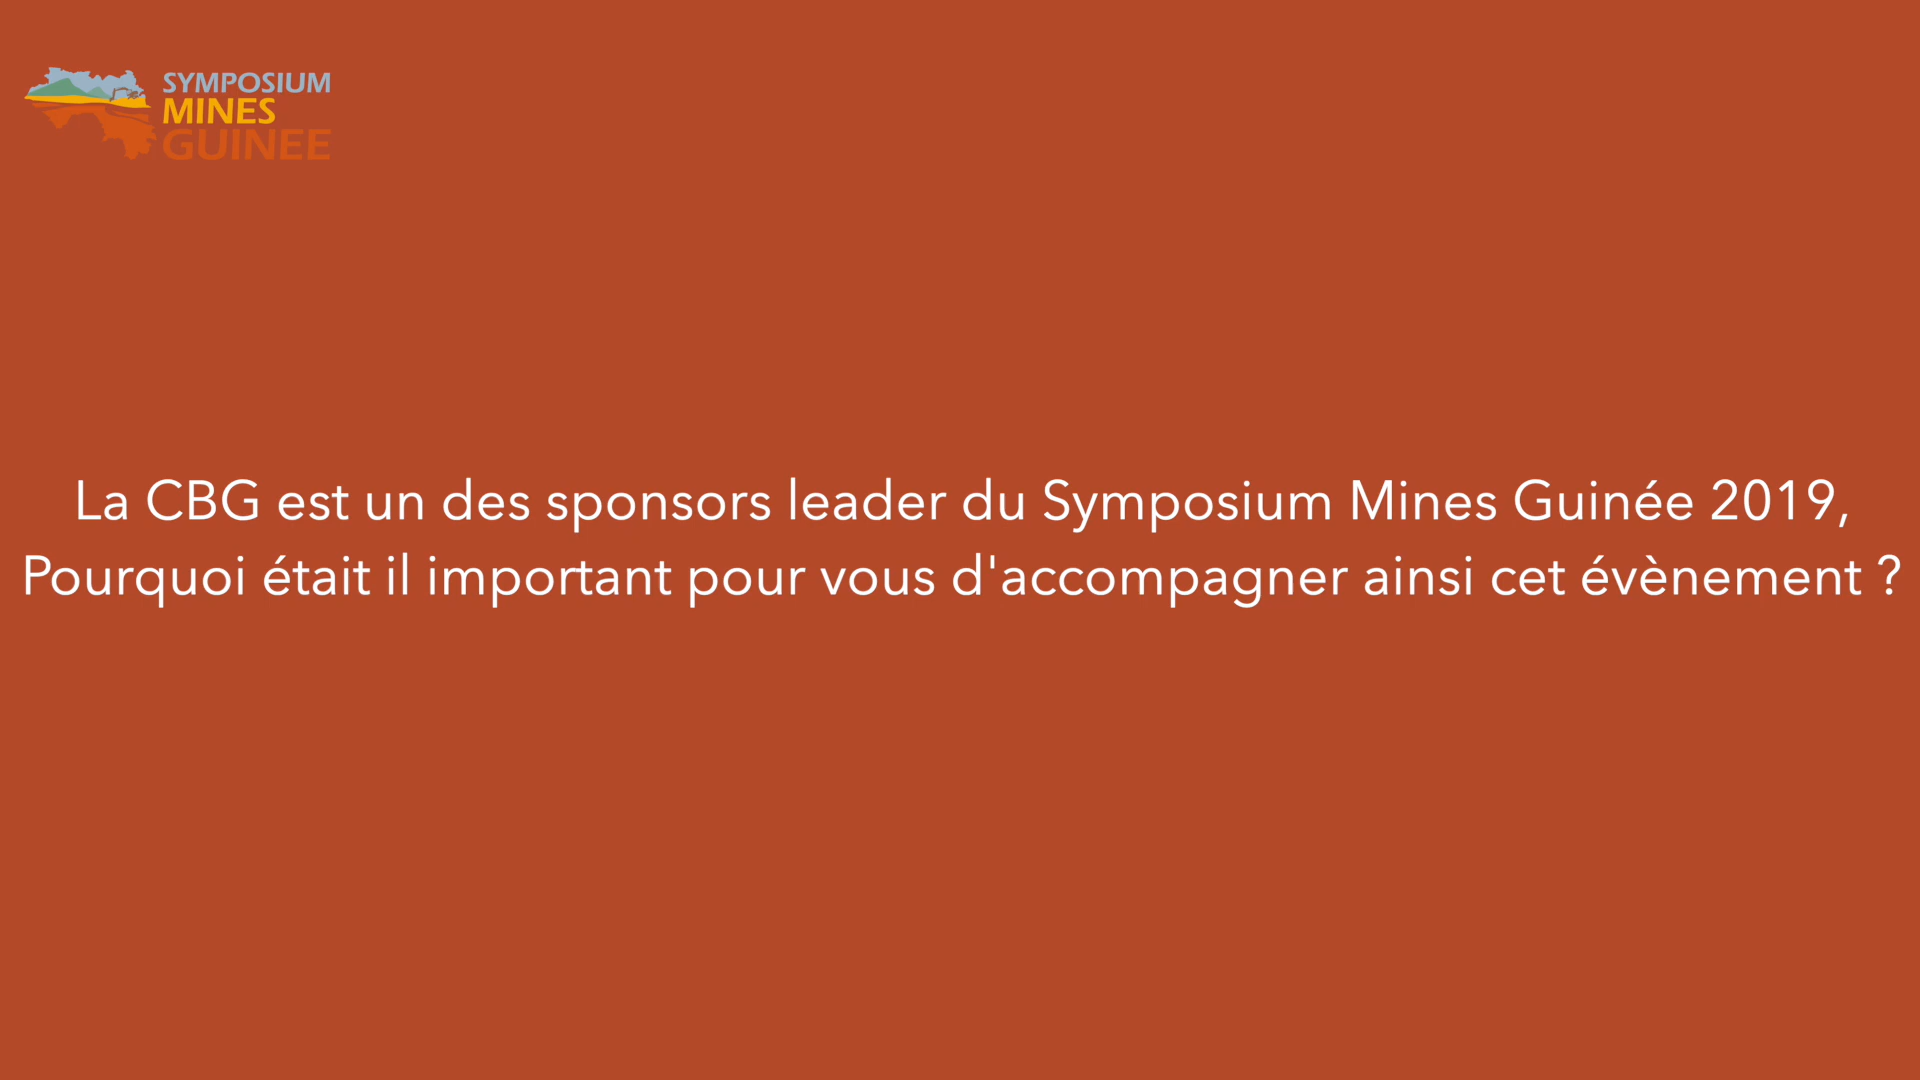 SYMPOSIUM
MINES
GUINEE
La CBG est un des sponsors leader du Symposium Mines Guinée 2019,
Pourquoi était il important pour vous d'accompagner ainsi cet évènement ?